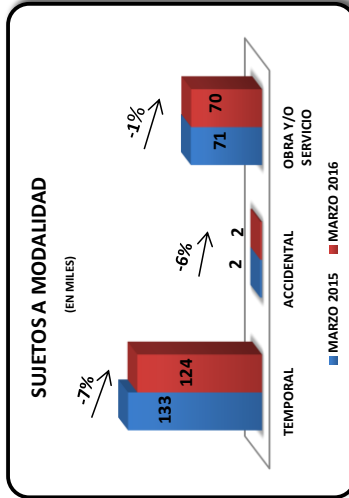 SUJETOS A MODALIDAD
(EN MILES)
-7%
-6%
-1%
133
124
2
2
71
70
TEMPORAL
ACCIDENTAL
OBRA Y/O
SERVICIO
MARZO 2015
MARZO 2016